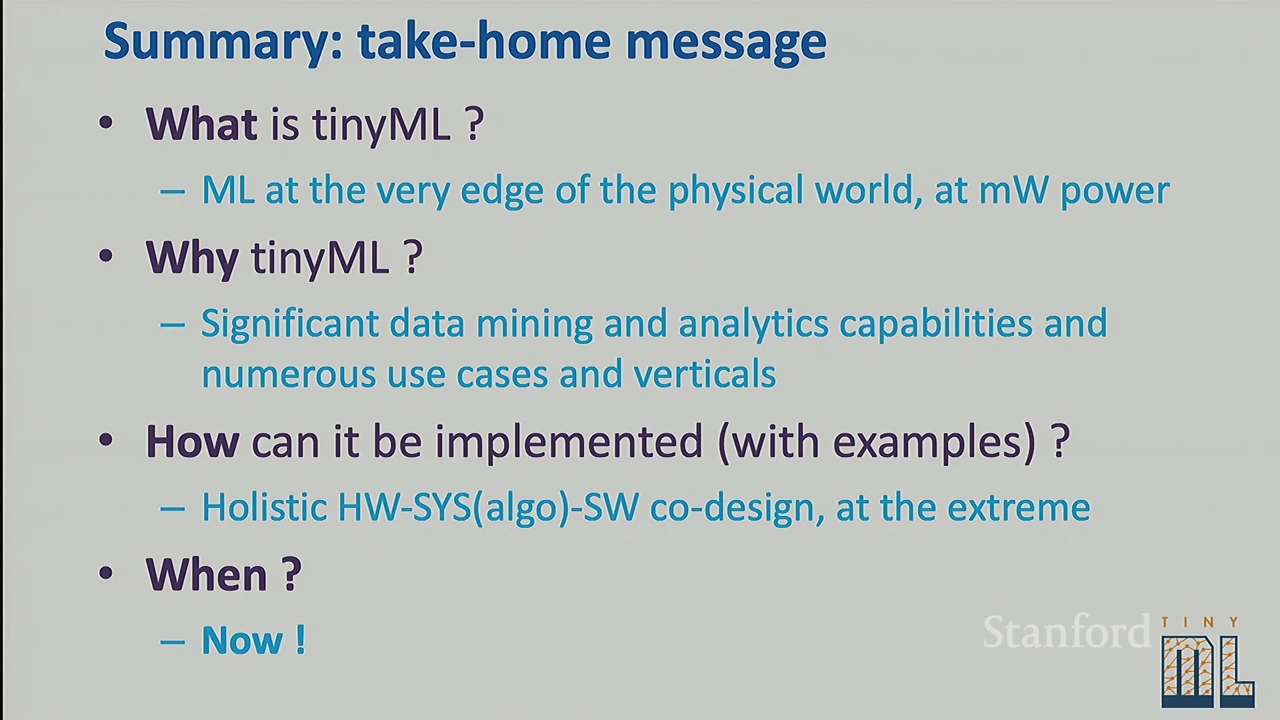 Summary: take-home message
• What is tinyML ?
– ML at the very edge of the physical world, at mW power
• Why tinyML ?
– Significant data mining and analytics capabilities and
numerous use cases and verticals
• How can it be implemented (with examples) ?
– Holistic HW-SYS(algo)-SW co-design, at the extreme
• When ?
– Now !
Stanford
TINY
ML